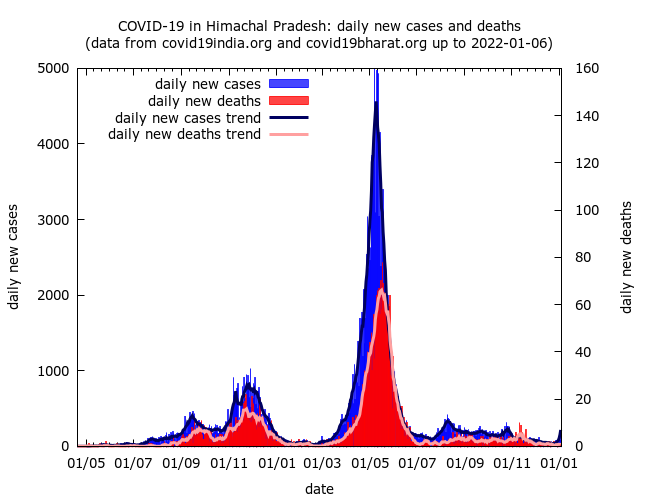 COVID-19 in Himachal Pradesh: daily new cases and deaths
(data from covid19india.org and covid19bharat.org up to 2022-01-06)
daily new cases
daily new deaths
daily new cases trend
daily new deaths trend
5000
4000
3000
2000
1000
0
160
140
120
100
80
60
40
20
0
daily new cases
daily new deaths
01/05 01/07 01/09 01/11 01/01 01/03 01/05 01/07 01/09 01/11 01/01
date